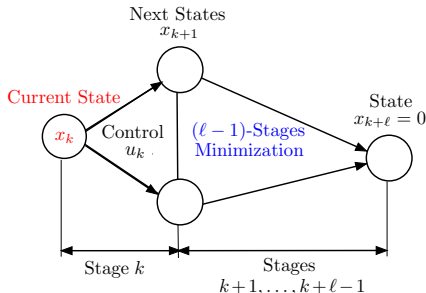 Next States
x_{k+1}
Current State
x_k
Control
u_k
(ℓ − 1)-Stages
Minimization
State
x_{k+ℓ} = 0
Stage k
Stages
k+1, . . . , k+ℓ−1